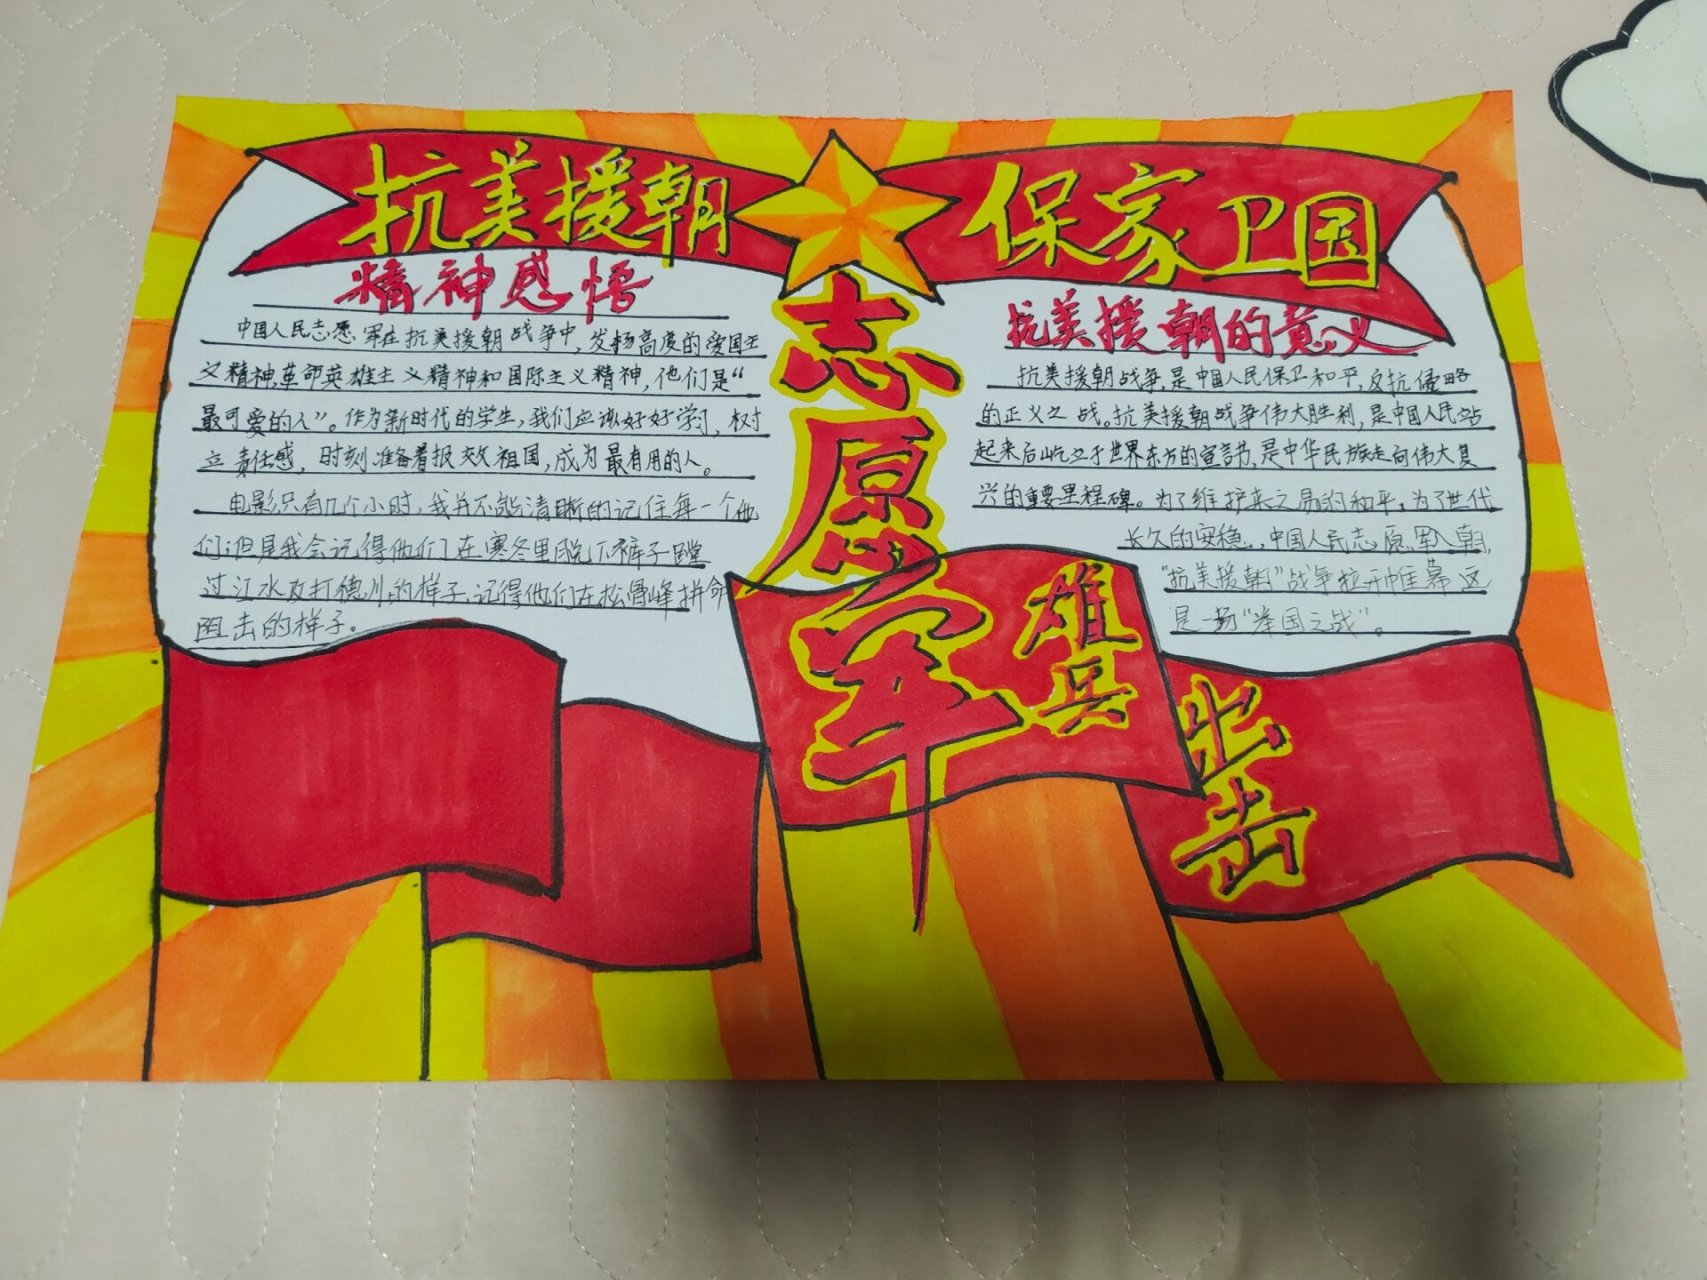 抗美援朝
保家卫国
精神感悟
中国人民志愿军在抗美援朝战争中,发扬高度的爱国主
义精神,革命英雄主义精神和国际主义精神,他们是“
最可爱的人”。作为新时代的学生,我们应该好好学习,树
立责任感,时刻准备着报效祖国,成为最有用的人。
电影只有几个小时,我并不能清晰的记住每一个他
们;但是我会记得他们在寒冬里脱下裤子蹚
过江水攻打德川的样子,记得他们在松骨峰拼命
阻击的样子。
志愿军
雄兵
出击
抗美援朝的意义
抗美援朝战争,是中国人民保卫和平,反抗侵略
的正义之战。抗美援朝战争伟大胜利,是中国人民站
起来后屹立于世界东方的宣言书,是中华民族走向伟大复
兴的重要里程碑。为了维护来之易的和平,为了世代
长久的安稳,中国人民志愿军入朝,
“抗美援朝”战争拉开帷幕这
是一场“举国之战”。